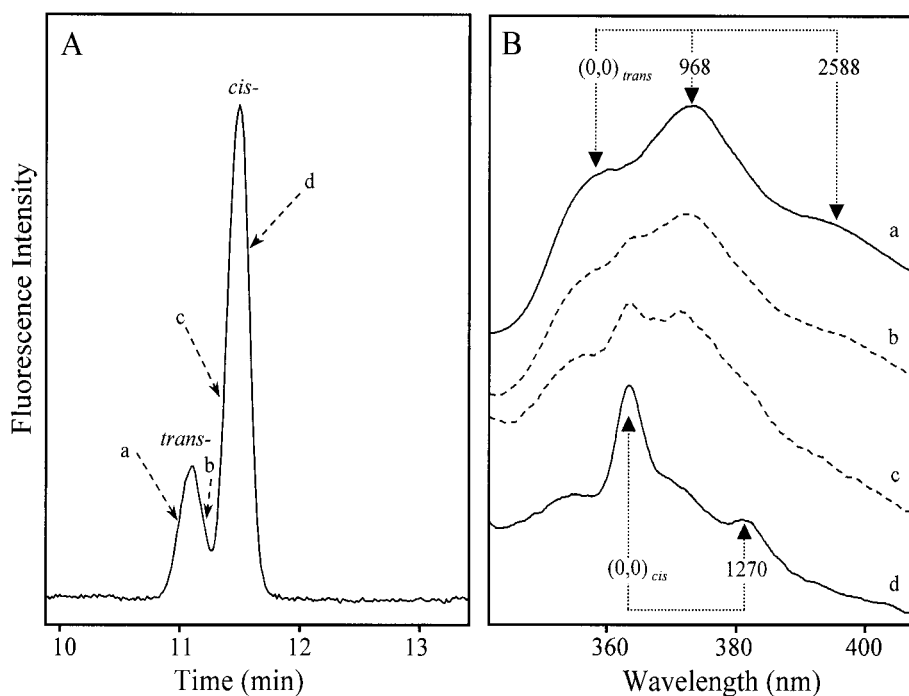 A
cis-
d
c
trans-
a
b
Fluorescence Intensity
10 11 12 13
Time (min)
B
(0,0) trans 968 2588
a
b
c
(0,0) cis 1270 d
360 380 400
Wavelength (nm)